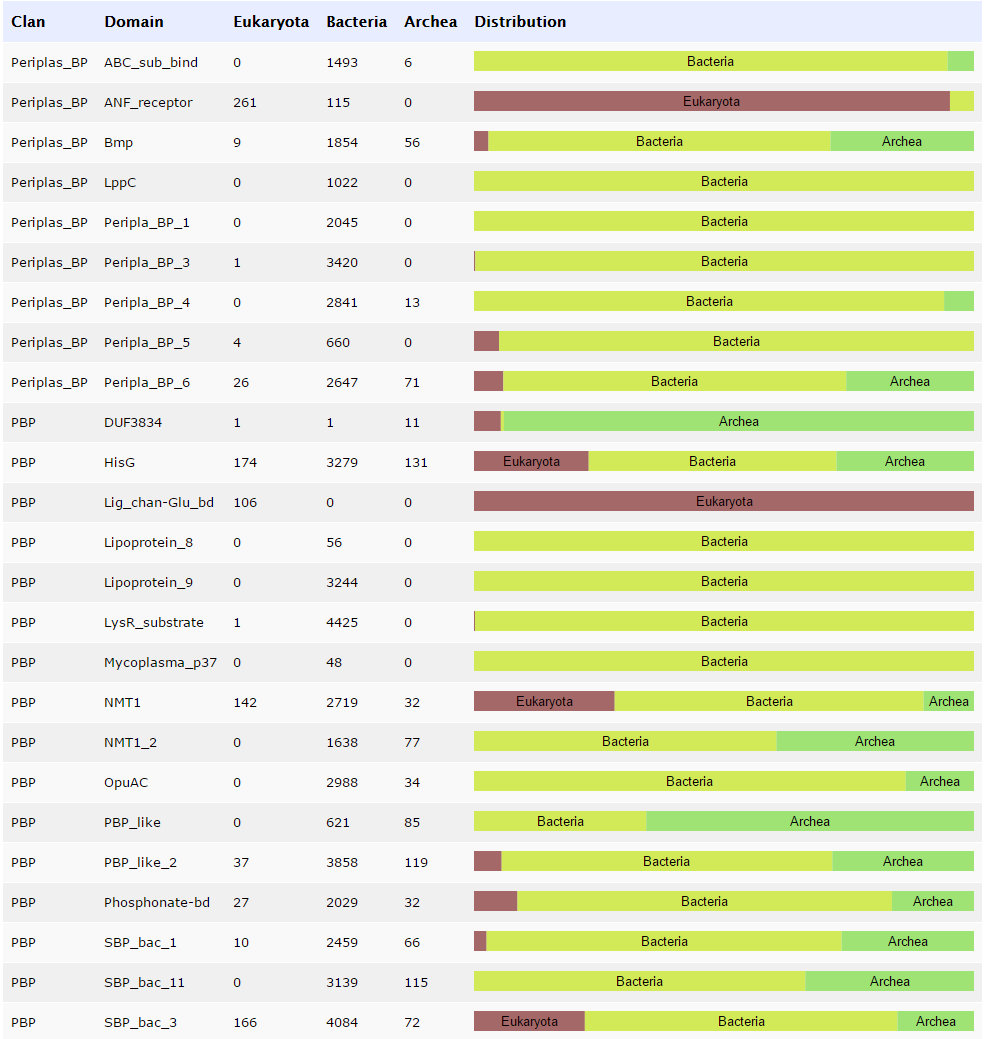 Clan Domain Eukaryota Bacteria Archea Distribution
Periplas_BP ABC_sub_bind 0 1493 6 Bacteria
Periplas_BP ANF_receptor 261 115 0 Eukaryota
Periplas_BP Bmp 9 1854 56 Bacteria Archea
Periplas_BP LppC 0 1022 0 Bacteria
Periplas_BP Peripla_BP_1 0 2045 0 Bacteria
Periplas_BP Peripla_BP_3 1 3420 0 Bacteria
Periplas_BP Peripla_BP_4 0 2841 13 Bacteria
Periplas_BP Peripla_BP_5 4 660 0 Bacteria
Periplas_BP Peripla_BP_6 26 2647 71 Bacteria Archea
PBP DUF3834 1 1 11 Archea
PBP HisG 174 3279 131 Eukaryota Bacteria Archea
PBP Lig_chan-Glu_bd 106 0 0 Eukaryota
PBP Lipoprotein_8 0 56 0 Bacteria
PBP Lipoprotein_9 0 3244 0 Bacteria
PBP LysR_substrate 1 4425 0 Bacteria
PBP Mycoplasma_p37 0 48 0 Bacteria
PBP NMT1 142 2719 32 Eukaryota Bacteria Archea
PBP NMT1_2 0 1638 77 Bacteria Archea
PBP OpuAC 0 2988 34 Bacteria Archea
PBP PBP_like 0 621 85 Bacteria Archea
PBP PBP_like_2 37 3858 119 Bacteria Archea
PBP Phosphonate-bd 27 2029 32 Bacteria Archea
PBP SBP_bac_1 10 2459 66 Bacteria Archea
PBP SBP_bac_11 0 3139 115 Bacteria Archea
PBP SBP_bac_3 166 4084 72 Eukaryota Bacteria Archea